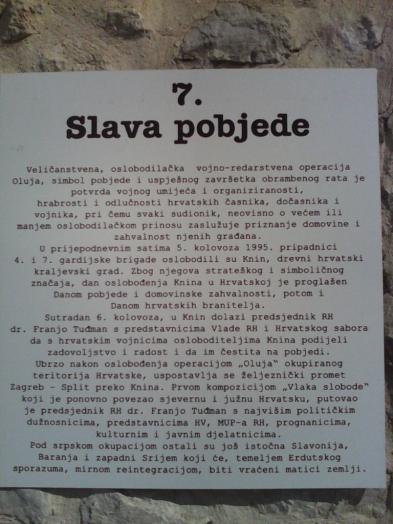 7.
Slava pobjede
Veličanstvena, oslobodilačka vojno-redarstvena operacija
Oluja, simbol pobjede i uspješnog završetka obrambenog rata je
potvrda vojnog umijeća i organiziranosti,
hrabrosti i odlučnosti hrvatskih časnika, dočasnika i
vojnika, pri čemu svaki sudionik, neovisno o većem ili
manjem oslobodilačkom prinosu zaslužuje priznanje domovine i
zahvalnost njenih građana.
U prijepodnevnim satima 5. kolovoza 1995. pripadnici
4. i 7. gardijske brigade oslobodili su Knin, drevni hrvatski
kraljevski grad. Zbog njegova strateškog i simboličnog
značaja, dan oslobođenja Knina u Hrvatskoj je proglašen
Danom pobjede i domovinske zahvalnosti, potom i
Danom hrvatskih branitelja.
Sutradan 6. kolovoza, u Knin dolazi predsjednik RH
dr. Franjo Tuđman s predstavnicima Vlade RH i Hrvatskog sabora
da s hrvatskim vojnicima osloboditeljima Knina podijeli
zadovoljstvo i radost i da im čestita na pobjedi.
Ubrzo nakon oslobođenja operacijom „Oluja" okupiranog
teritorija Hrvatske, uspostavlja se željeznički promet
Zagreb - Split preko Knina. Prvom kompozicijom „Vlaka slobode"
koji je ponovno povezao sjevernu i južnu Hrvatsku, putovao
je predsjednik RH dr. Franjo Tuđman s najvišim političkim
dužnosnicima, predstavnicima HV, MUP-a RH, prognanicima,
kulturnim i javnim djelatnicima.
Pod srpskom okupacijom ostali su još istočna Slavonija,
Baranja i zapadni Srijem koji će, temeljem Erdutskog
sporazuma, mirnom reintegracijom, biti vraćeni matici zemlji.